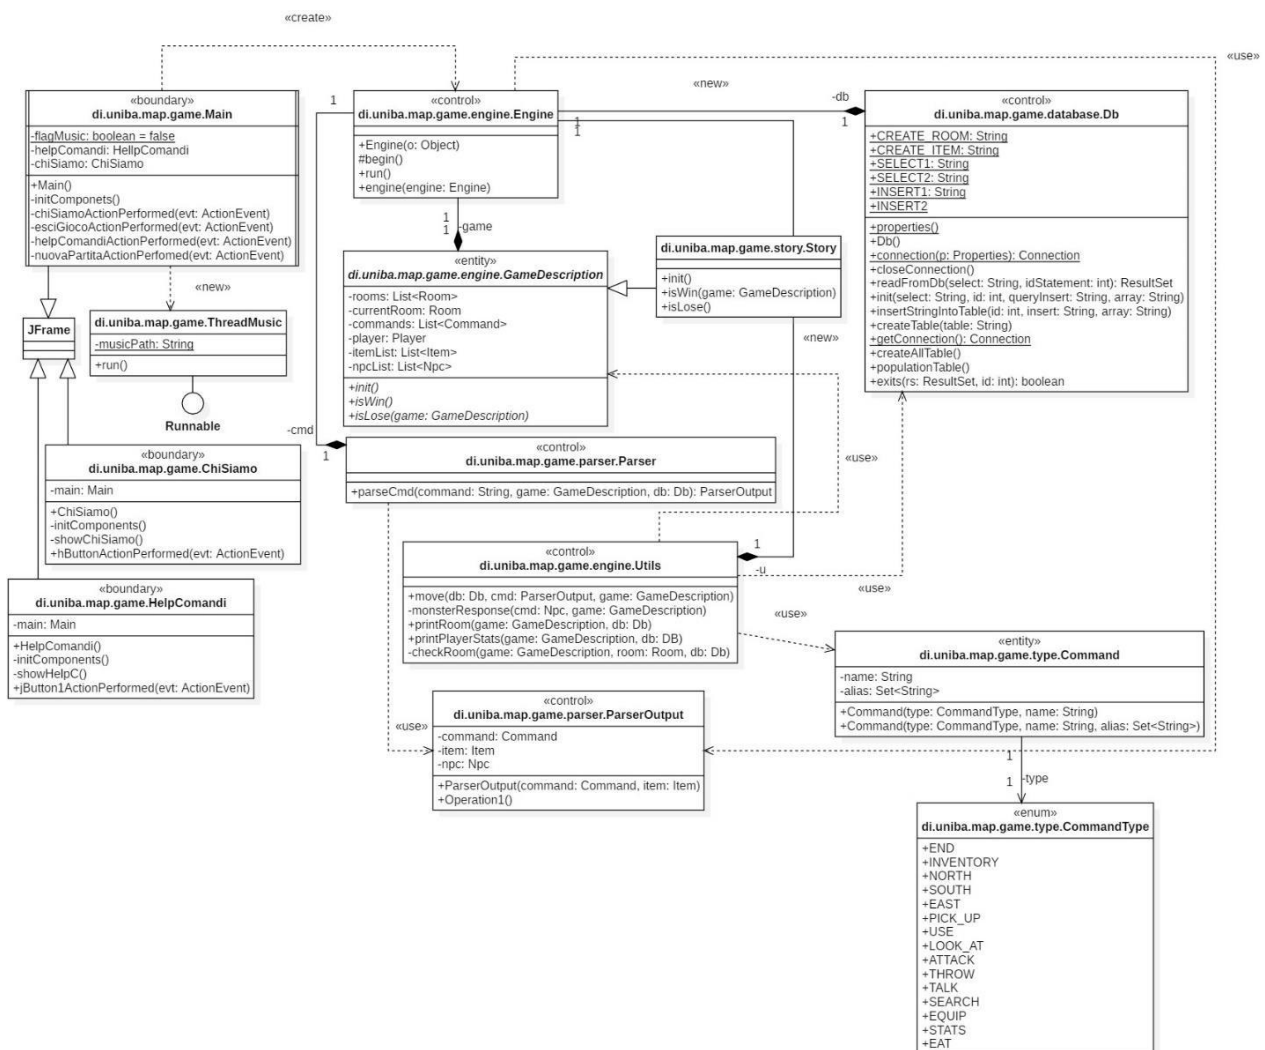 «create»
«use»
«new»
«boundary»
di.uniba.map.game.Main
-flagMusic: boolean = false
-helpComandi: HellpComandi
-chiSiamo: ChiSiamo
+Main()
-initComponets()
-chiSiamoActionPerformed(evt: ActionEvent)
-esciGiocoActionPerformed(evt: ActionEvent)
-helpComandiActionPerformed(evt: ActionEvent)
-nuovaPartitaActionPerfomed(evt: ActionEvent)
1
«control»
di.uniba.map.game.engine.Engine
+Engine(o: Object)
#begin()
+run()
+engine(engine: Engine)
1
1
-db
1
«control»
di.uniba.map.game.database.Db
+CREATE_ROOM: String
+CREATE_ITEM: String
+SELECT1: String
+SELECT2: String
+INSERT1: String
+INSERT2
+properties()
+Db()
+connection(p: Properties): Connection
+closeConnection()
+readFromDb(select: String, idStatement: int): ResultSet
+init(select: String, id: int, queryInsert: String, array: String)
+insertStringIntoTable(id: int, insert: String, array: String)
+createTable(table: String)
+getConnection(): Connection
+createAllTable()
+populationTable()
+exits(rs: ResultSet, id: int): boolean
1
1
-game
«entity»
di.uniba.map.game.engine.GameDescription
-rooms: List<Room>
-currentRoom: Room
-commands: List<Command>
-player: Player
-itemList: List<Item>
-npcList: List<Npc>
+init()
+isWin()
+isLose(game: GameDescription)
di.uniba.map.game.story.Story
+init()
+isWin(game: GameDescription)
+isLose()
«new»
«new»
JFrame
di.uniba.map.game.ThreadMusic
-musicPath: String
+run()
Runnable
-cmd
1
«control»
di.uniba.map.game.parser.Parser
+parseCmd(command: String, game: GameDescription, db: Db): ParserOutput
«use»
«boundary»
di.uniba.map.game.ChiSiamo
-main: Main
+ChiSiamo()
-initComponents()
-showChiSiamo()
+hButtonActionPerformed(evt: ActionEvent)
«control»
di.uniba.map.game.engine.Utils
+move(db: Db, cmd: ParserOutput, game: GameDescription)
-monsterResponse(cmd: Npc, game: GameDescription)
+printRoom(game: GameDescription, db: Db)
+printPlayerStats(game: GameDescription, db: DB)
-checkRoom(game: GameDescription, room: Room, db: Db)
1
-u
«use»
«use»
«boundary»
di.uniba.map.game.HelpComandi
-main: Main
+HelpComandi()
-initComponents()
-showHelpC()
+jButton1ActionPerformed(evt: ActionEvent)
«entity»
di.uniba.map.game.type.Command
-name: String
-alias: Set<String>
+Command(type: CommandType, name: String)
+Command(type: CommandType, name: String, alias: Set<String>)
«use»
«control»
di.uniba.map.game.parser.ParserOutput
-command: Command
-item: Item
-npc: Npc
+ParserOutput(command: Command, item: Item)
+Operation1()
1
1
-type
«enum»
di.uniba.map.game.type.CommandType
+END
+INVENTORY
+NORTH
+SOUTH
+EAST
+PICK_UP
+USE
+LOOK_AT
+ATTACK
+THROW
+TALK
+SEARCH
+EQUIP
+STATS
+EAT